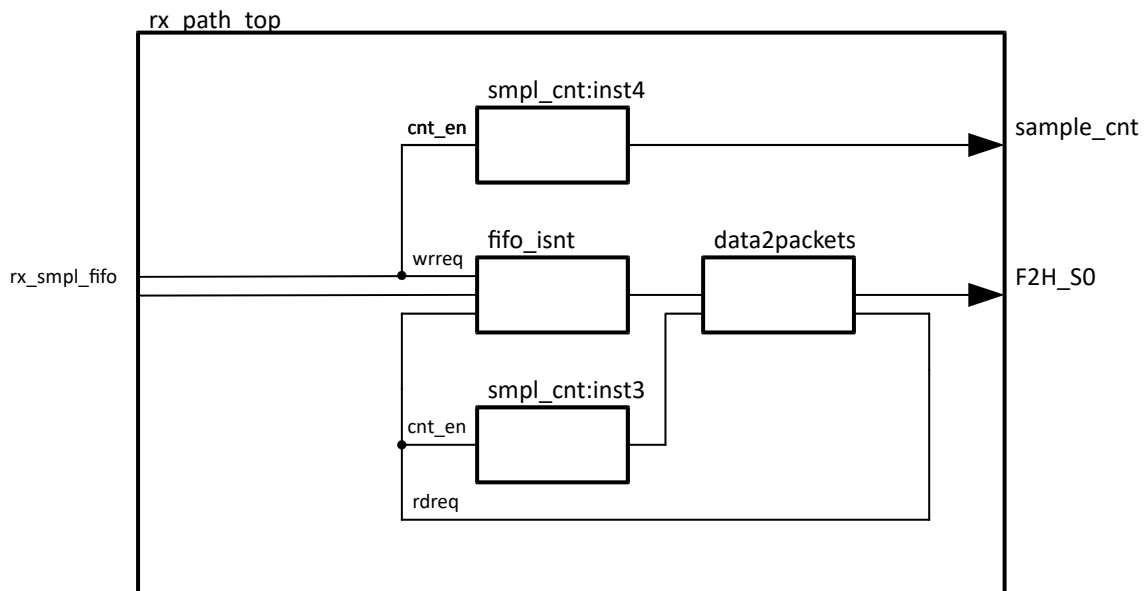 rx_path_top
smpl_cnt:inst4
cnt_en
sample_cnt
fifo_isnt
data2packets
wrreq
rx_smpl_fifo
F2H_S0
smpl_cnt:inst3
cnt_en
rdreq